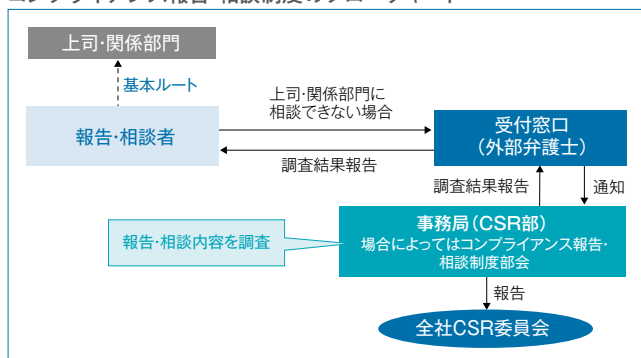 上司・関係部門
基本ルート
報告・相談者
上司・関係部門に
相談できない場合
調査結果報告
受付窓口
（外部弁護士）
調査結果報告
通知
報告・相談内容を調査
事務局（CSR部）
場合によってはコンプライアンス報告・
相談制度部会
報告
全社CSR委員会